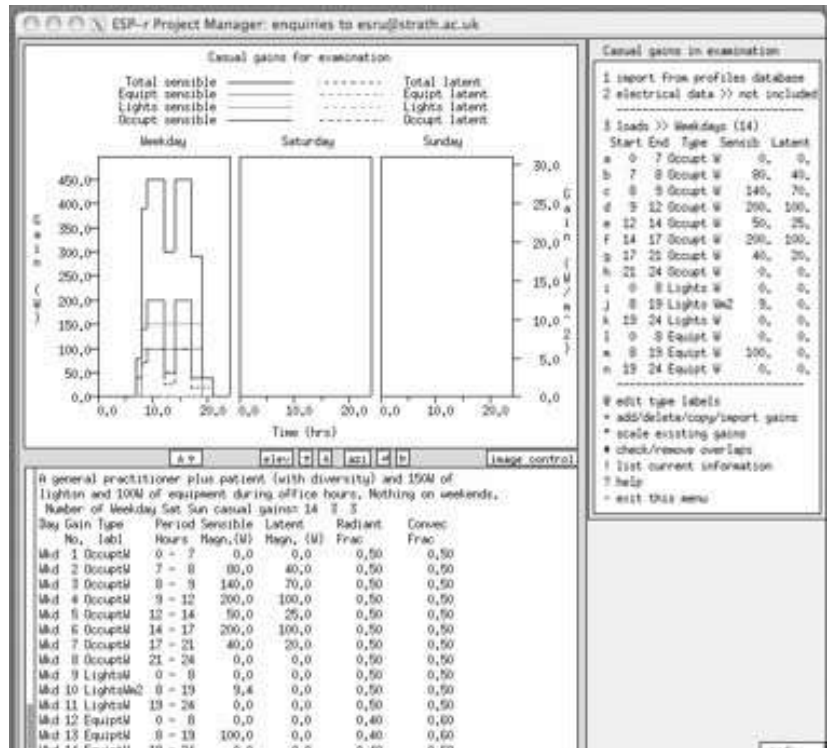 ESP-r Project Manager: enquiries to esru@strath.ac.uk
Casual gains for examination
Total sensible Total latent
Equipt sensible Equipt latent
Lights sensible Lights latent
Occupt sensible Occupt latent
Weekday Saturday Sunday
Gain (W)
450.0
400.0
350.0
300.0
250.0
200.0
150.0
100.0
50.0
0.0
30.0
25.0
20.0
15.0
10.0
5.0
0.0
Gain (W/m^2)
0.0 10.0 20.0 0.0 10.0 20.0 0.0 10.0 20.0
Time (hrs)
elev azi image control
A general practitioner plus patient (with diversity) and 150W of
lighton and 100W of equipment during office hours. Nothing on weekends.
Number of Weekday Sat Sun casual gains= 14 3 3
Day Gain Type Period Sensible Latent Radiant Convec
No. labl Hours Magn.(W) Magn. (W) Frac Frac
Wkd 1 OccuptW 0 - 7 0.0 0.0 0.50 0.50
Wkd 2 OccuptW 7 - 8 80.0 40.0 0.50 0.50
Wkd 3 OccuptW 8 - 9 140.0 70.0 0.50 0.50
Wkd 4 OccuptW 9 - 12 200.0 100.0 0.50 0.50
Wkd 5 OccuptW 12 - 14 50.0 25.0 0.50 0.50
Wkd 6 OccuptW 14 - 17 200.0 100.0 0.50 0.50
Wkd 7 OccuptW 17 - 21 40.0 20.0 0.50 0.50
Wkd 8 OccuptW 21 - 24 0.0 0.0 0.50 0.50
Wkd 9 LightsW 0 - 8 0.0 0.0 0.50 0.50
Wkd 10 LightsWm2 8 - 19 9.4 0.0 0.50 0.50
Wkd 11 LightsW 19 - 24 0.0 0.0 0.50 0.50
Wkd 12 EquiptW 0 - 8 0.0 0.0 0.40 0.60
Wkd 13 EquiptW 8 - 19 100.0 0.0 0.40 0.60
Casual gains in examination
1 import from profiles database
2 electrical data >> not included
3 loads >> Weekdays (14)
Start End Type Sensib Latent
a 0 7 Occupt W 0. 0.
b 7 8 Occupt W 80. 40.
c 8 9 Occupt W 140. 70.
d 9 12 Occupt W 200. 100.
e 12 14 Occupt W 50. 25.
f 14 17 Occupt W 200. 100.
g 17 21 Occupt W 40. 20.
h 21 24 Occupt W 0. 0.
i 0 8 Lights W 0. 0.
j 8 19 Lights Wm2 9. 0.
k 19 24 Lights W 0. 0.
l 0 8 Equipt W 0. 0.
m 8 19 Equipt W 100. 0.
n 19 24 Equipt W 0. 0.
@ edit type labels
+ add/delete/copy/import gains
* scale existing gains
# check/remove overlaps
! list current information
? help
- exit this menu